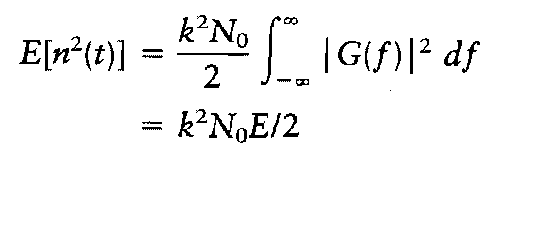 E[n²(t)] = k²N₀/2 ∫₋∞^∞ |G(f)|² df
= k²N₀E/2